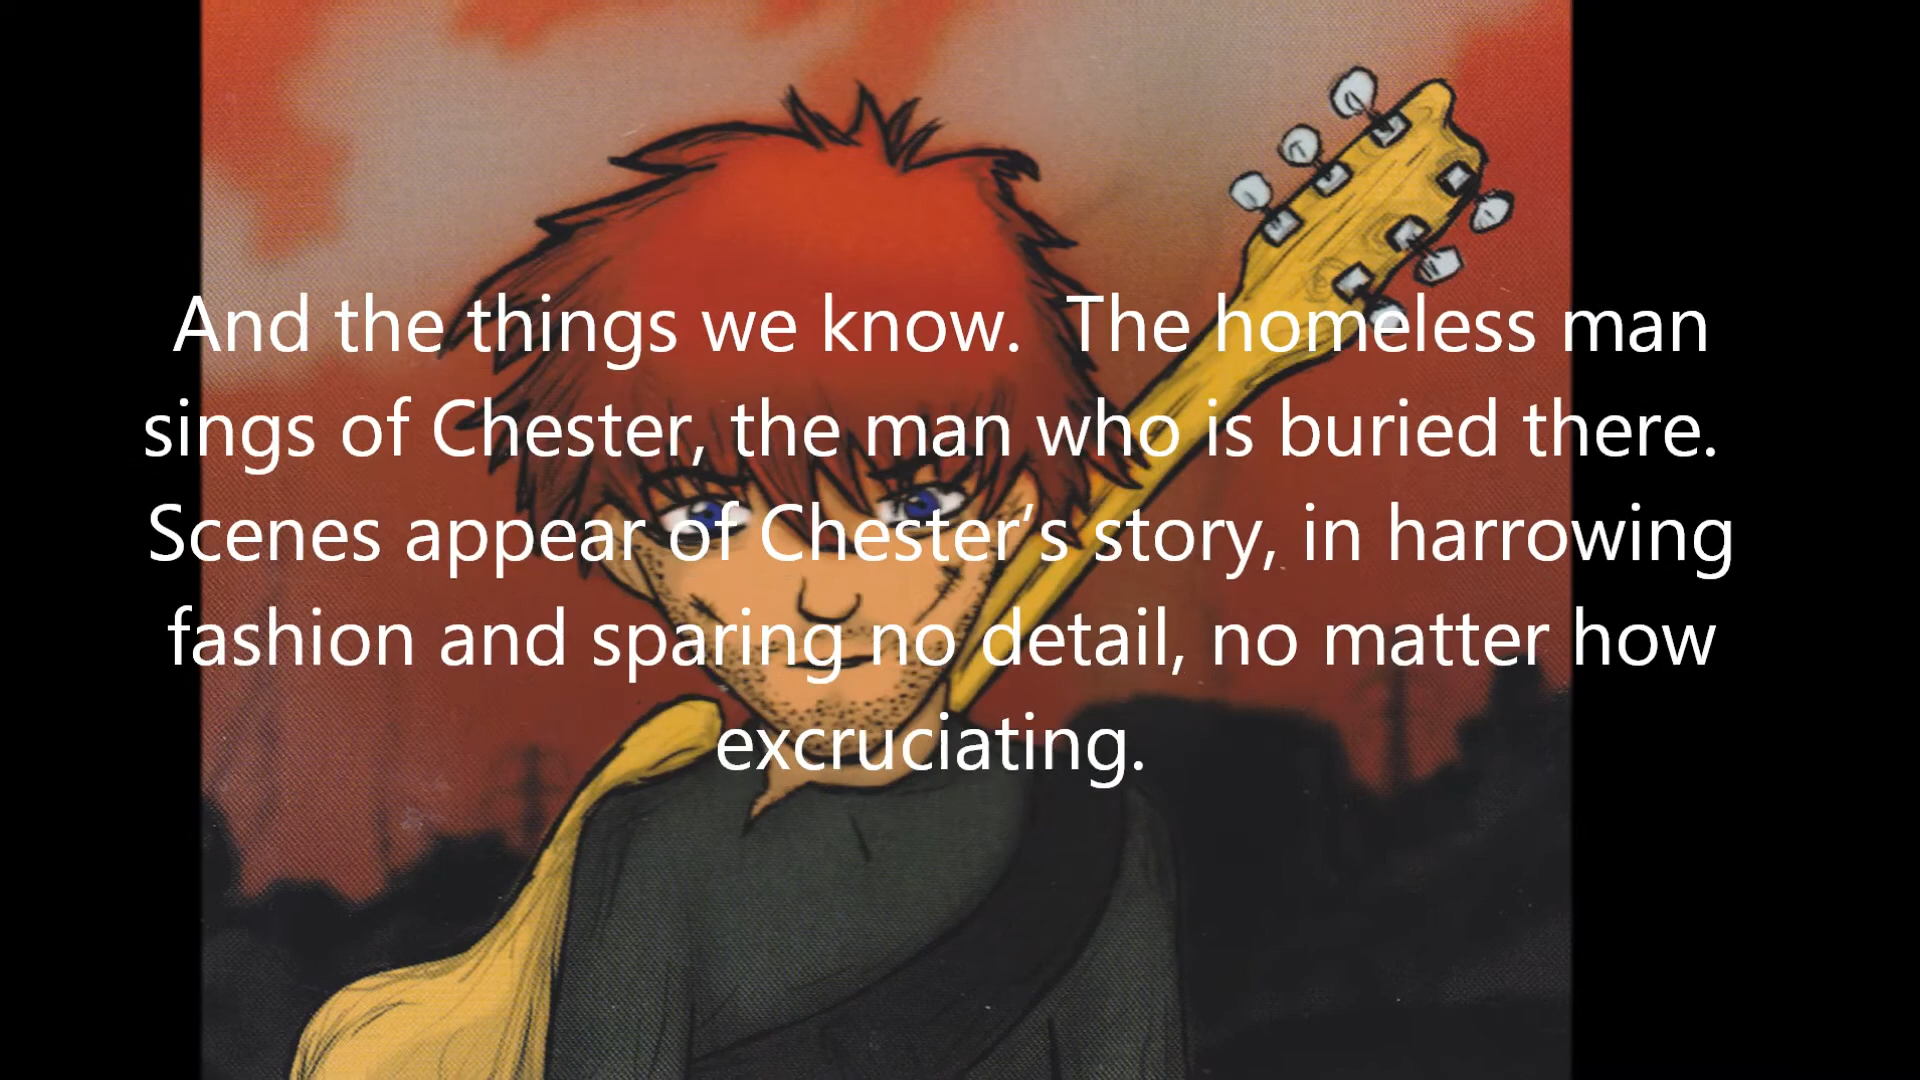 And the things we know.  The homeless man
sings of Chester, the man who is buried there.
Scenes appear of Chester’s story, in harrowing
fashion and sparing no detail, no matter how
excruciating.